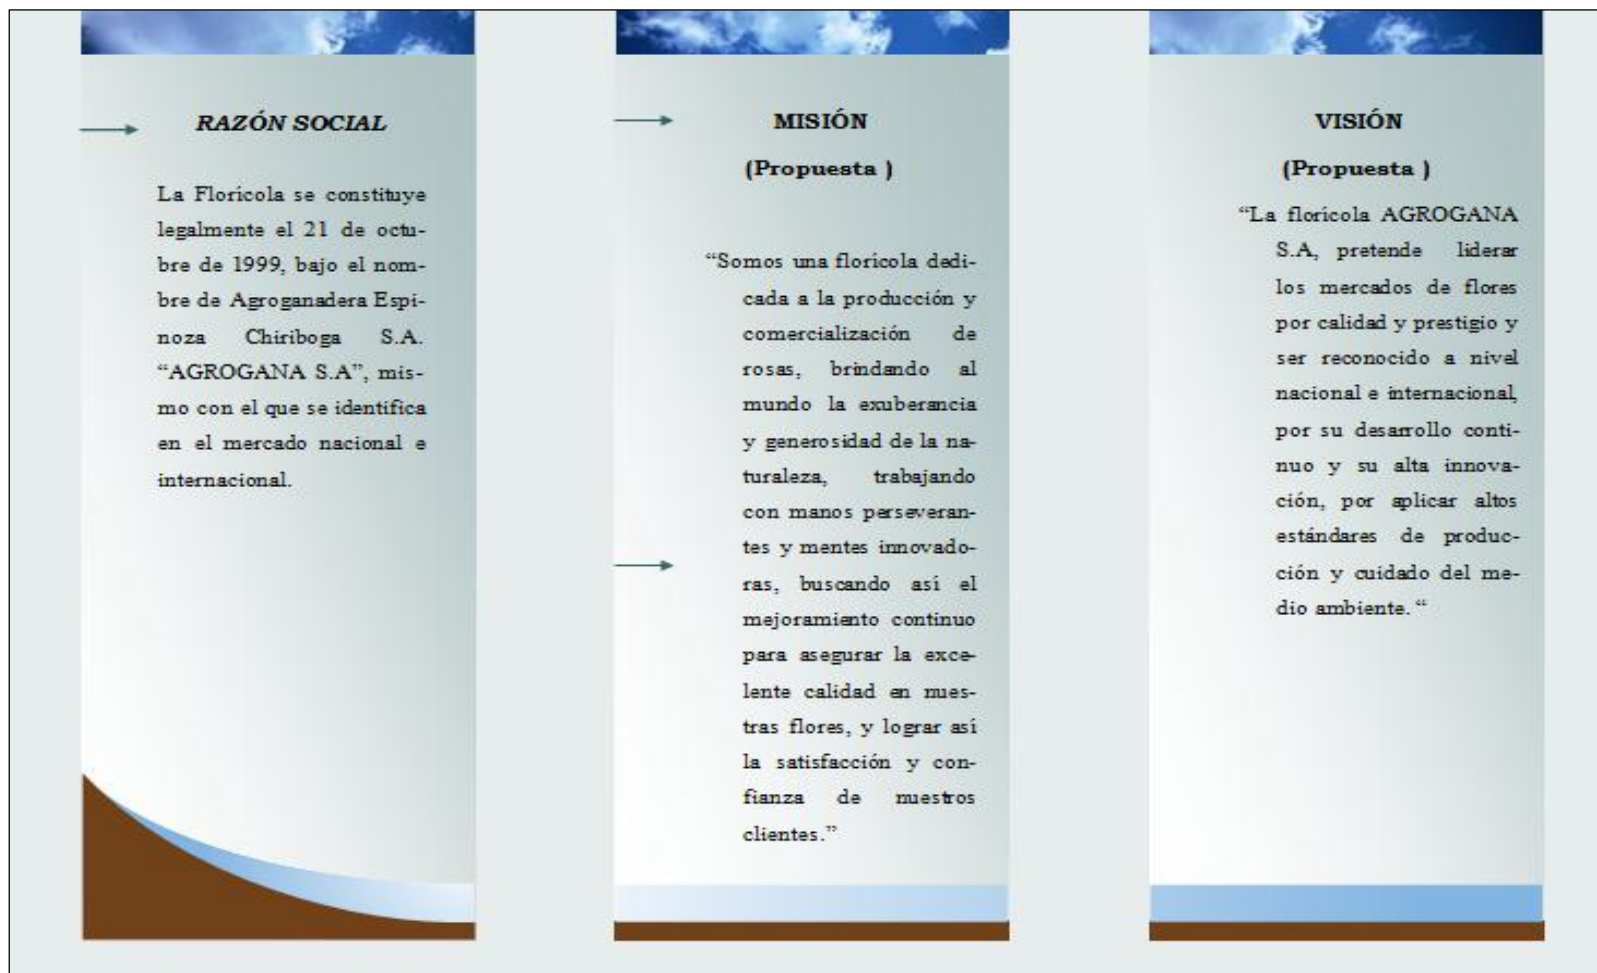 RAZÓN SOCIAL
La Florícola se constituye
legalmente el 21 de octu-
bre de 1999, bajo el nom-
bre de Agroganadera Espi-
noza Chiriboga S.A.
“AGROGANA S.A”, mis-
mo con el que se identifica
en el mercado nacional e
internacional.
MISIÓN
(Propuesta )
“Somos una florícola dedi-
cada a la producción y
comercialización de
rosas, brindando al
mundo la exuberancia
y generosidad de la na-
turaleza, trabajando
con manos perseveran-
tes y mentes innovado-
ras, buscando así el
mejoramiento continuo
para asegurar la exce-
lente calidad en nues-
tras flores, y lograr así
la satisfacción y con-
fianza de nuestros
clientes.”
VISIÓN
(Propuesta )
“La florícola AGROGANA
S.A, pretende liderar
los mercados de flores
por calidad y prestigio y
ser reconocido a nivel
nacional e internacional,
por su desarrollo conti-
nuo y su alta innova-
ción, por aplicar altos
estándares de produc-
ción y cuidado del me-
dio ambiente. “